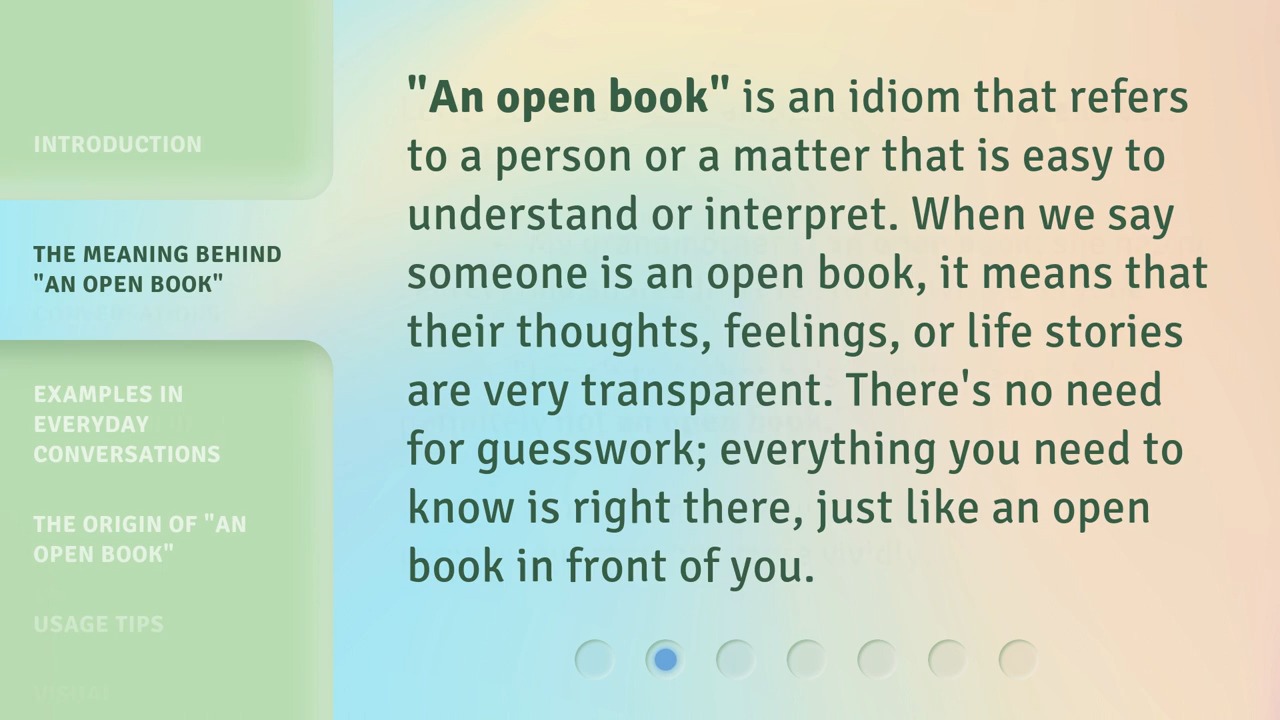 INTRODUCTION
THE MEANING BEHIND
"AN OPEN BOOK"
EXAMPLES IN
EVERYDAY
CONVERSATIONS
THE ORIGIN OF "AN
OPEN BOOK"
USAGE TIPS
VISUAL
"An open book" is an idiom that refers
to a person or a matter that is easy to
understand or interpret. When we say
someone is an open book, it means that
their thoughts, feelings, or life stories
are very transparent. There's no need
for guesswork; everything you need to
know is right there, just like an open
book in front of you.